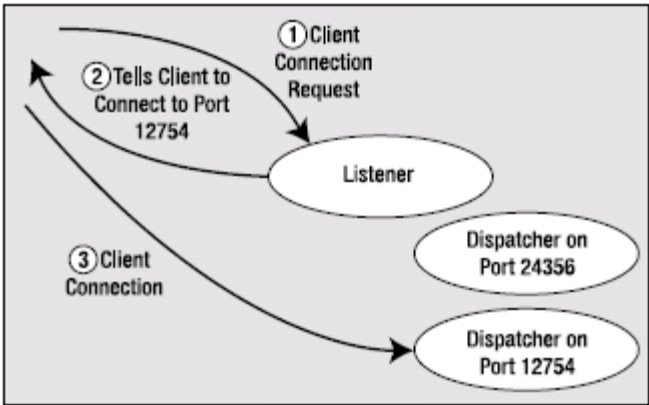 ① Client
Connection
Request
② Tells Client to
Connect to Port
12754
Listener
Dispatcher on
Port 24356
③ Client
Connection
Dispatcher on
Port 12754